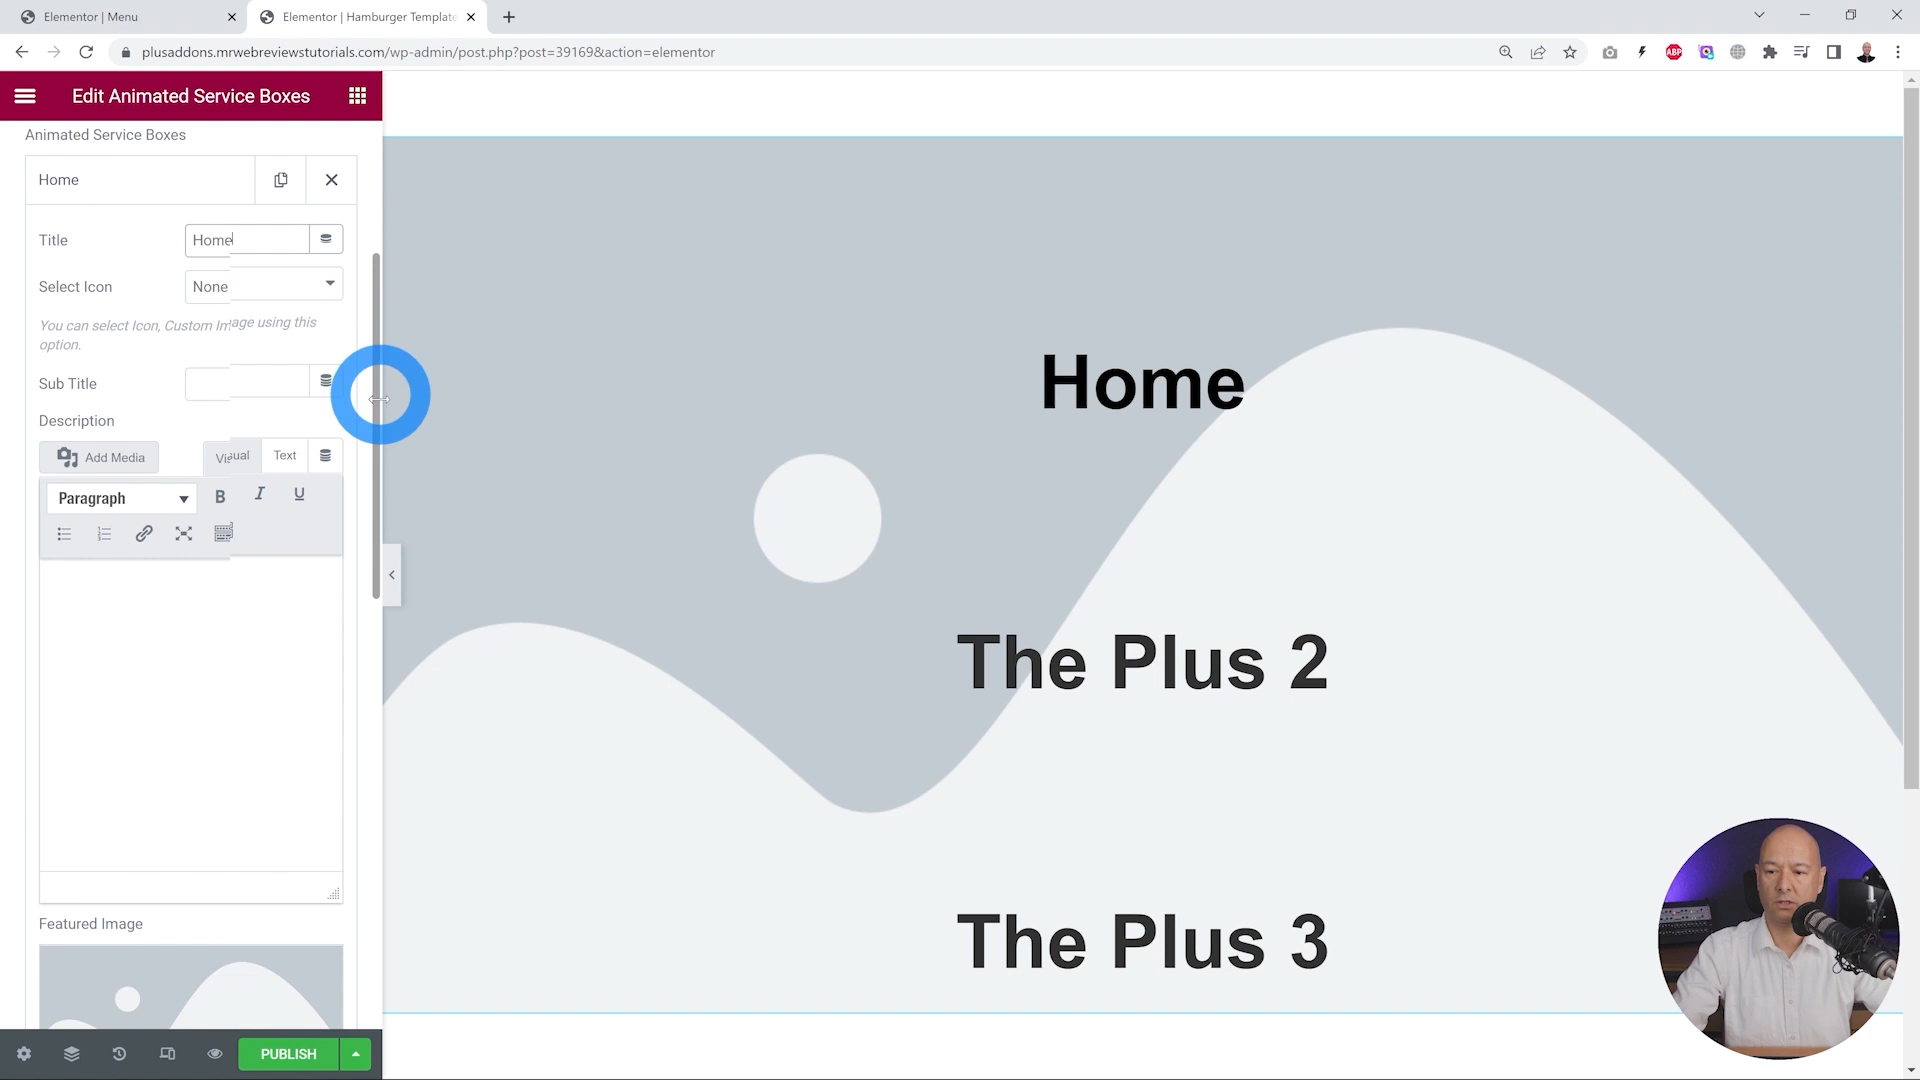 Elementor | Menu
Elementor | Hamburger Template
plusaddons.mrwebreviewstutorials.com/wp-admin/post.php?post=39169&action=elementor
ABP
Edit Animated Service Boxes
Animated Service Boxes
Home
Title
Home
Select Icon
None
You can select Icon, Custom Image using this
option.
Sub Title
Description
Add Media
Visual
Text
Paragraph
B
I
U
Featured Image
PUBLISH
Home
The Plus 2
The Plus 3